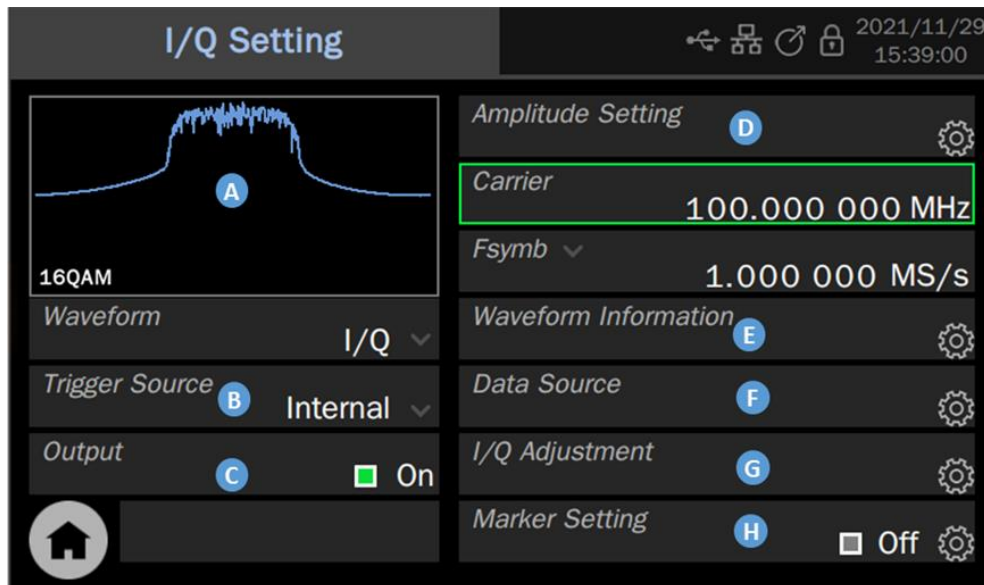 I/Q Setting
2021/11/29
15:39:00
A
16QAM
Waveform
I/Q
Trigger Source
B
Internal
Output
C
On
Amplitude Setting
D
Carrier
100.000 000 MHz
Fsymb
1.000 000 MS/s
Waveform Information
E
Data Source
F
I/Q Adjustment
G
Marker Setting
H
Off